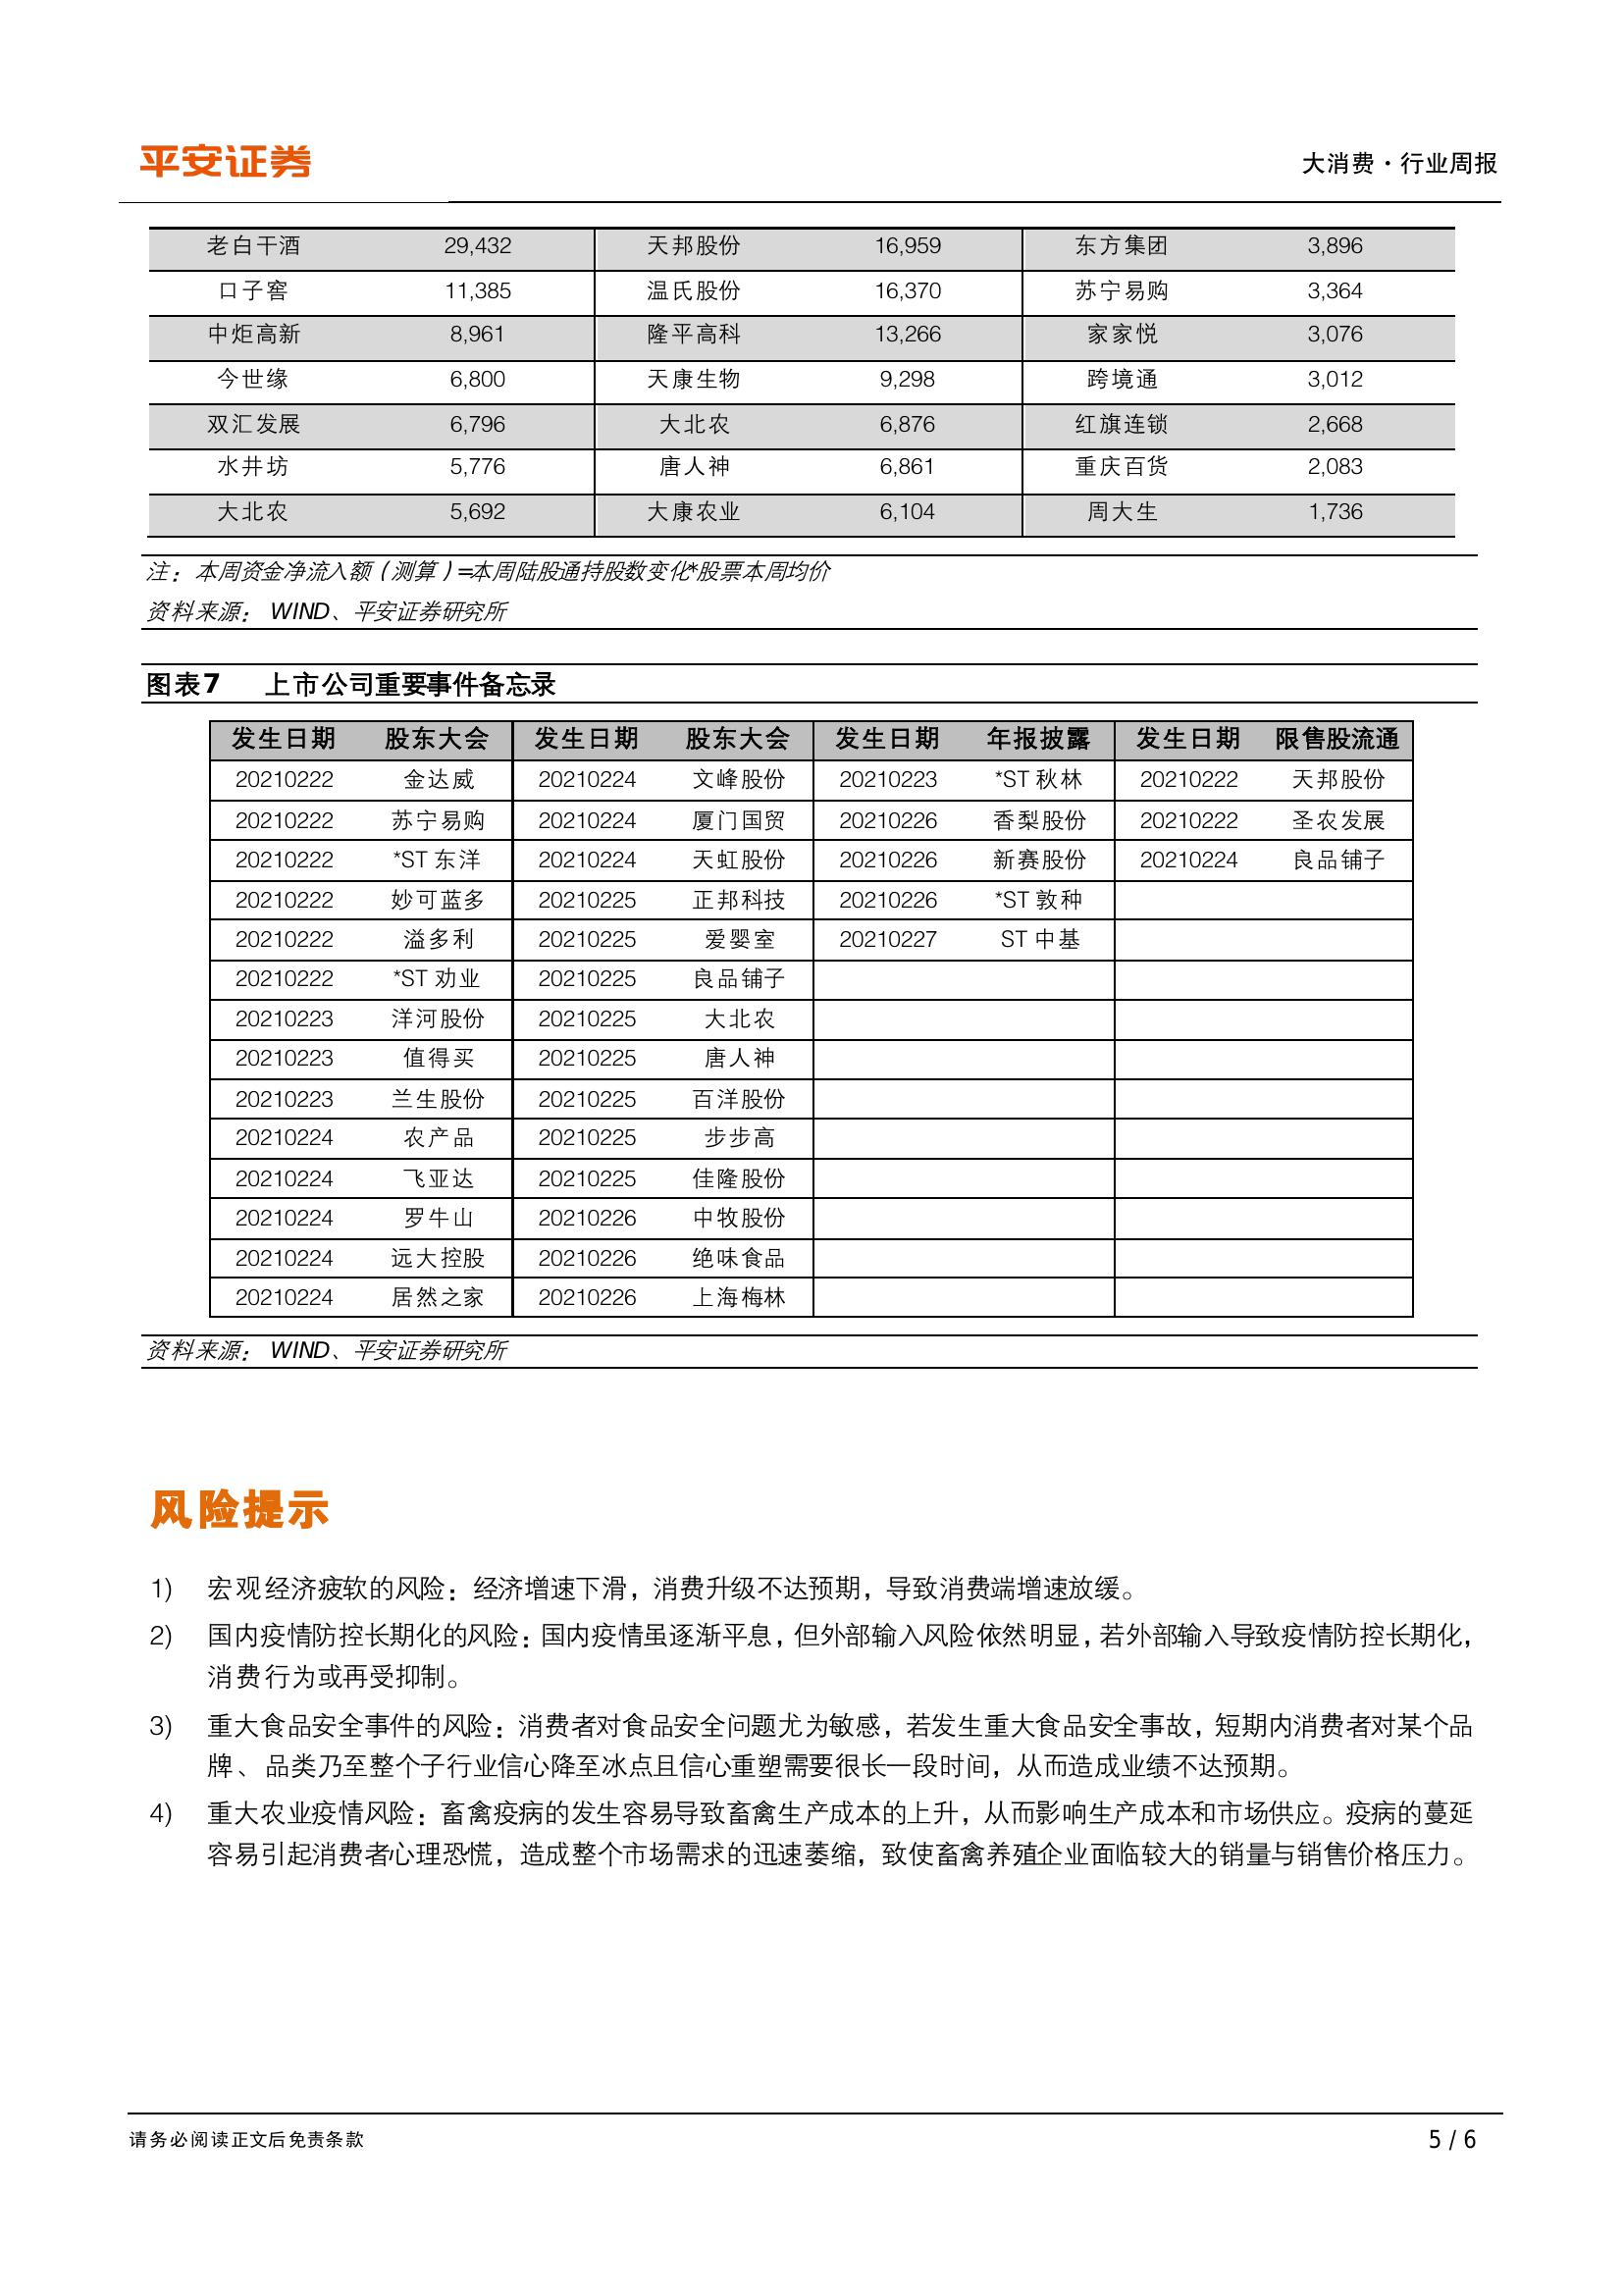 平安证券
大消费·行业周报
老白干酒 29,432 天邦股份 16,959 东方集团 3,896
口子窖 11,385 温氏股份 16,370 苏宁易购 3,364
中炬高新 8,961 隆平高科 13,266 家家悦 3,076
今世缘 6,800 天康生物 9,298 跨境通 3,012
双汇发展 6,796 大北农 6,876 红旗连锁 2,668
水井坊 5,776 唐人神 6,861 重庆百货 2,083
大北农 5,692 大康农业 6,104 周大生 1,736
注：本周资金净流入额（测算）=本周陆股通持股数变化*股票本周均价
资料来源： WIND、平安证券研究所
图表7 上市公司重要事件备忘录
发生日期 股东大会 发生日期 股东大会 发生日期 年报披露 发生日期 限售股流通
20210222 金达威 20210224 文峰股份 20210223 *ST 秋林 20210222 天邦股份
20210222 苏宁易购 20210224 厦门国贸 20210226 香梨股份 20210222 圣农发展
20210222 *ST 东洋 20210224 天虹股份 20210226 新赛股份 20210224 良品铺子
20210222 妙可蓝多 20210225 正邦科技 20210226 *ST 敦种
20210222 溢多利 20210225 爱婴室 20210227 ST 中基
20210222 *ST 劝业 20210225 良品铺子
20210223 洋河股份 20210225 大北农
20210223 值得买 20210225 唐人神
20210223 兰生股份 20210225 百洋股份
20210224 农产品 20210225 步步高
20210224 飞亚达 20210225 佳隆股份
20210224 罗牛山 20210226 中牧股份
20210224 远大控股 20210226 绝味食品
20210224 居然之家 20210226 上海梅林
资料来源： WIND、平安证券研究所
风险提示
1) 宏观经济疲软的风险：经济增速下滑，消费升级不达预期，导致消费端增速放缓。
2) 国内疫情防控长期化的风险：国内疫情虽逐渐平息，但外部输入风险依然明显，若外部输入导致疫情防控长期化，
消费行为或再受抑制。
3) 重大食品安全事件的风险：消费者对食品安全问题尤为敏感，若发生重大食品安全事故，短期内消费者对某个品
牌、品类乃至整个子行业信心降至冰点且信心重塑需要很长一段时间，从而造成业绩不达预期。
4) 重大农业疫情风险：畜禽疫病的发生容易导致畜禽生产成本的上升，从而影响生产成本和市场供应。疫病的蔓延
容易引起消费者心理恐慌，造成整个市场需求的迅速萎缩，致使畜禽养殖企业面临较大的销量与销售价格压力。
请务必阅读正文后免责条款
5 / 6